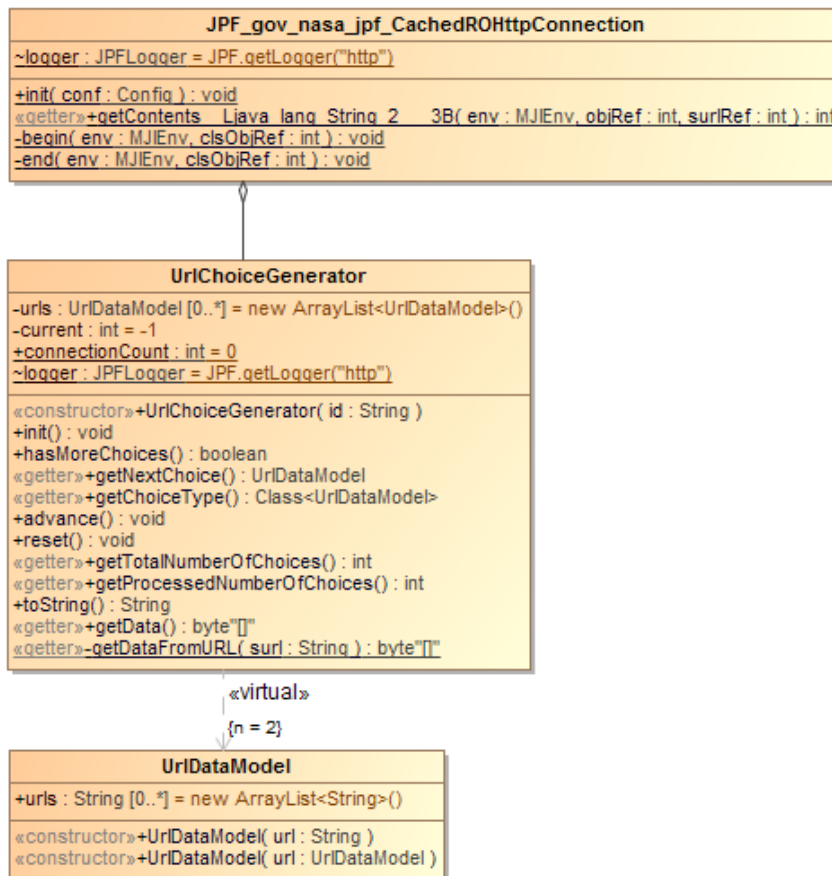 JPF_gov_nasa_jpf_CachedROHttpConnection
~logger : JPFLogger = JPF.getLogger("http")
+init( conf : Config ) : void
«getter»+getContents__Ljava_lang_String_2___3B( env : MJIEnv, objRef : int, surlRef : int ) : int
-begin( env : MJIEnv, clsObjRef : int ) : void
-end( env : MJIEnv, clsObjRef : int ) : void
UrlChoiceGenerator
-urls : UrlDataModel [0..*] = new ArrayList<UrlDataModel>()
-current : int = -1
+connectionCount : int = 0
~logger : JPFLogger = JPF.getLogger("http")
«constructor»+UrlChoiceGenerator( id : String )
+init() : void
+hasMoreChoices() : boolean
«getter»+getNextChoice() : UrlDataModel
«getter»+getChoiceType() : Class<UrlDataModel>
+advance() : void
+reset() : void
«getter»+getTotalNumberOfChoices() : int
«getter»+getProcessedNumberOfChoices() : int
+toString() : String
«getter»+getData() : byte"[]"
«getter»-getDataFromURL( surl : String ) : byte"[]"
«virtual»
{n = 2}
UrlDataModel
+urls : String [0..*] = new ArrayList<String>()
«constructor»+UrlDataModel( url : String )
«constructor»+UrlDataModel( url : UrlDataModel )